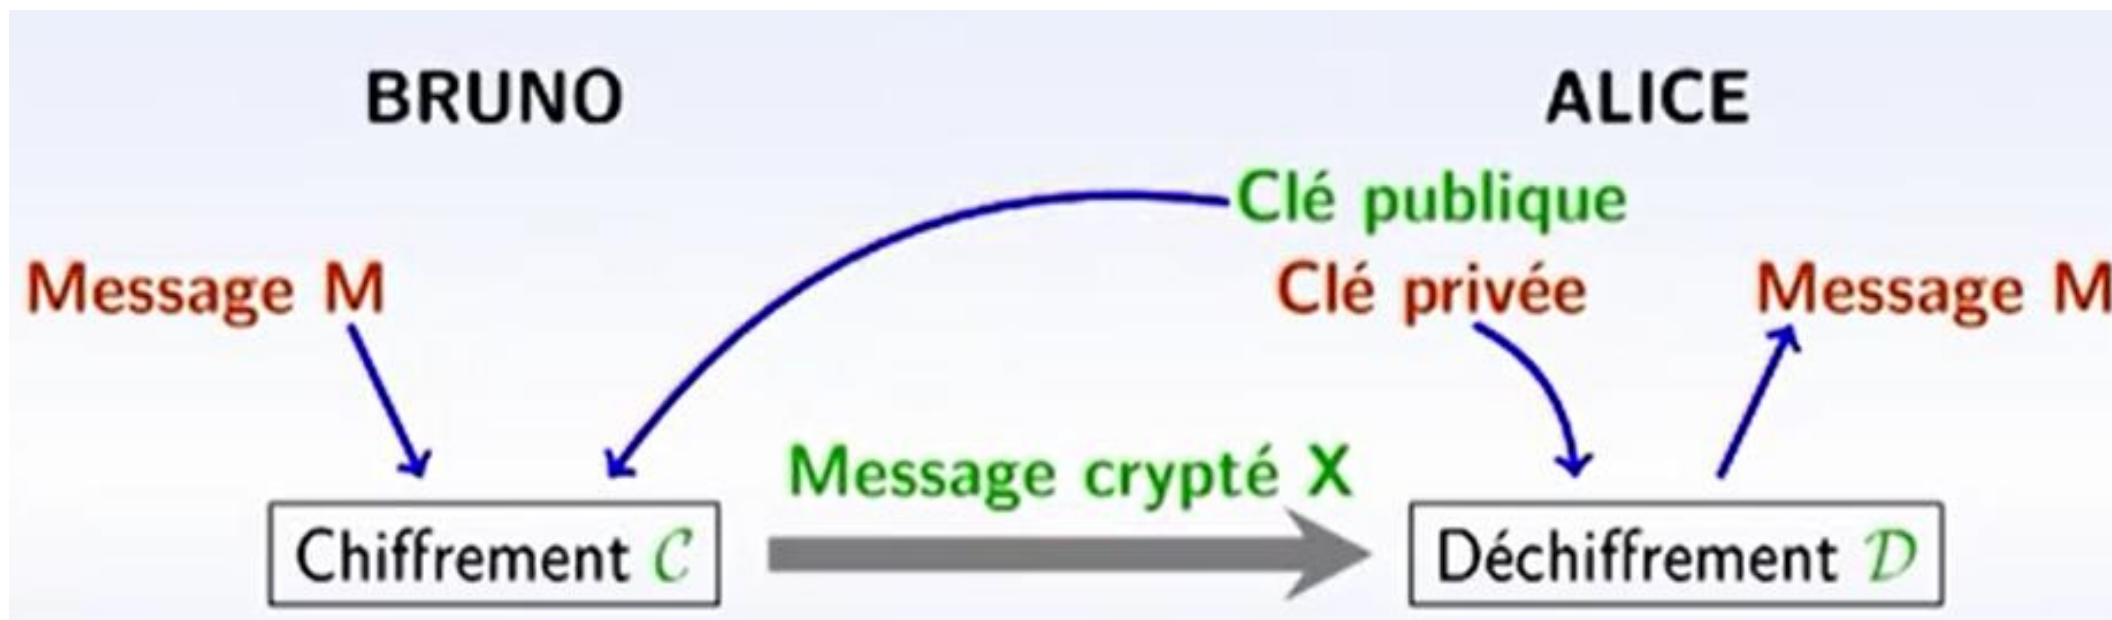 BRUNO
ALICE
Clé publique
Message M
Clé privée
Message M
Message crypté X
Chiffrement C
Déchiffrement D